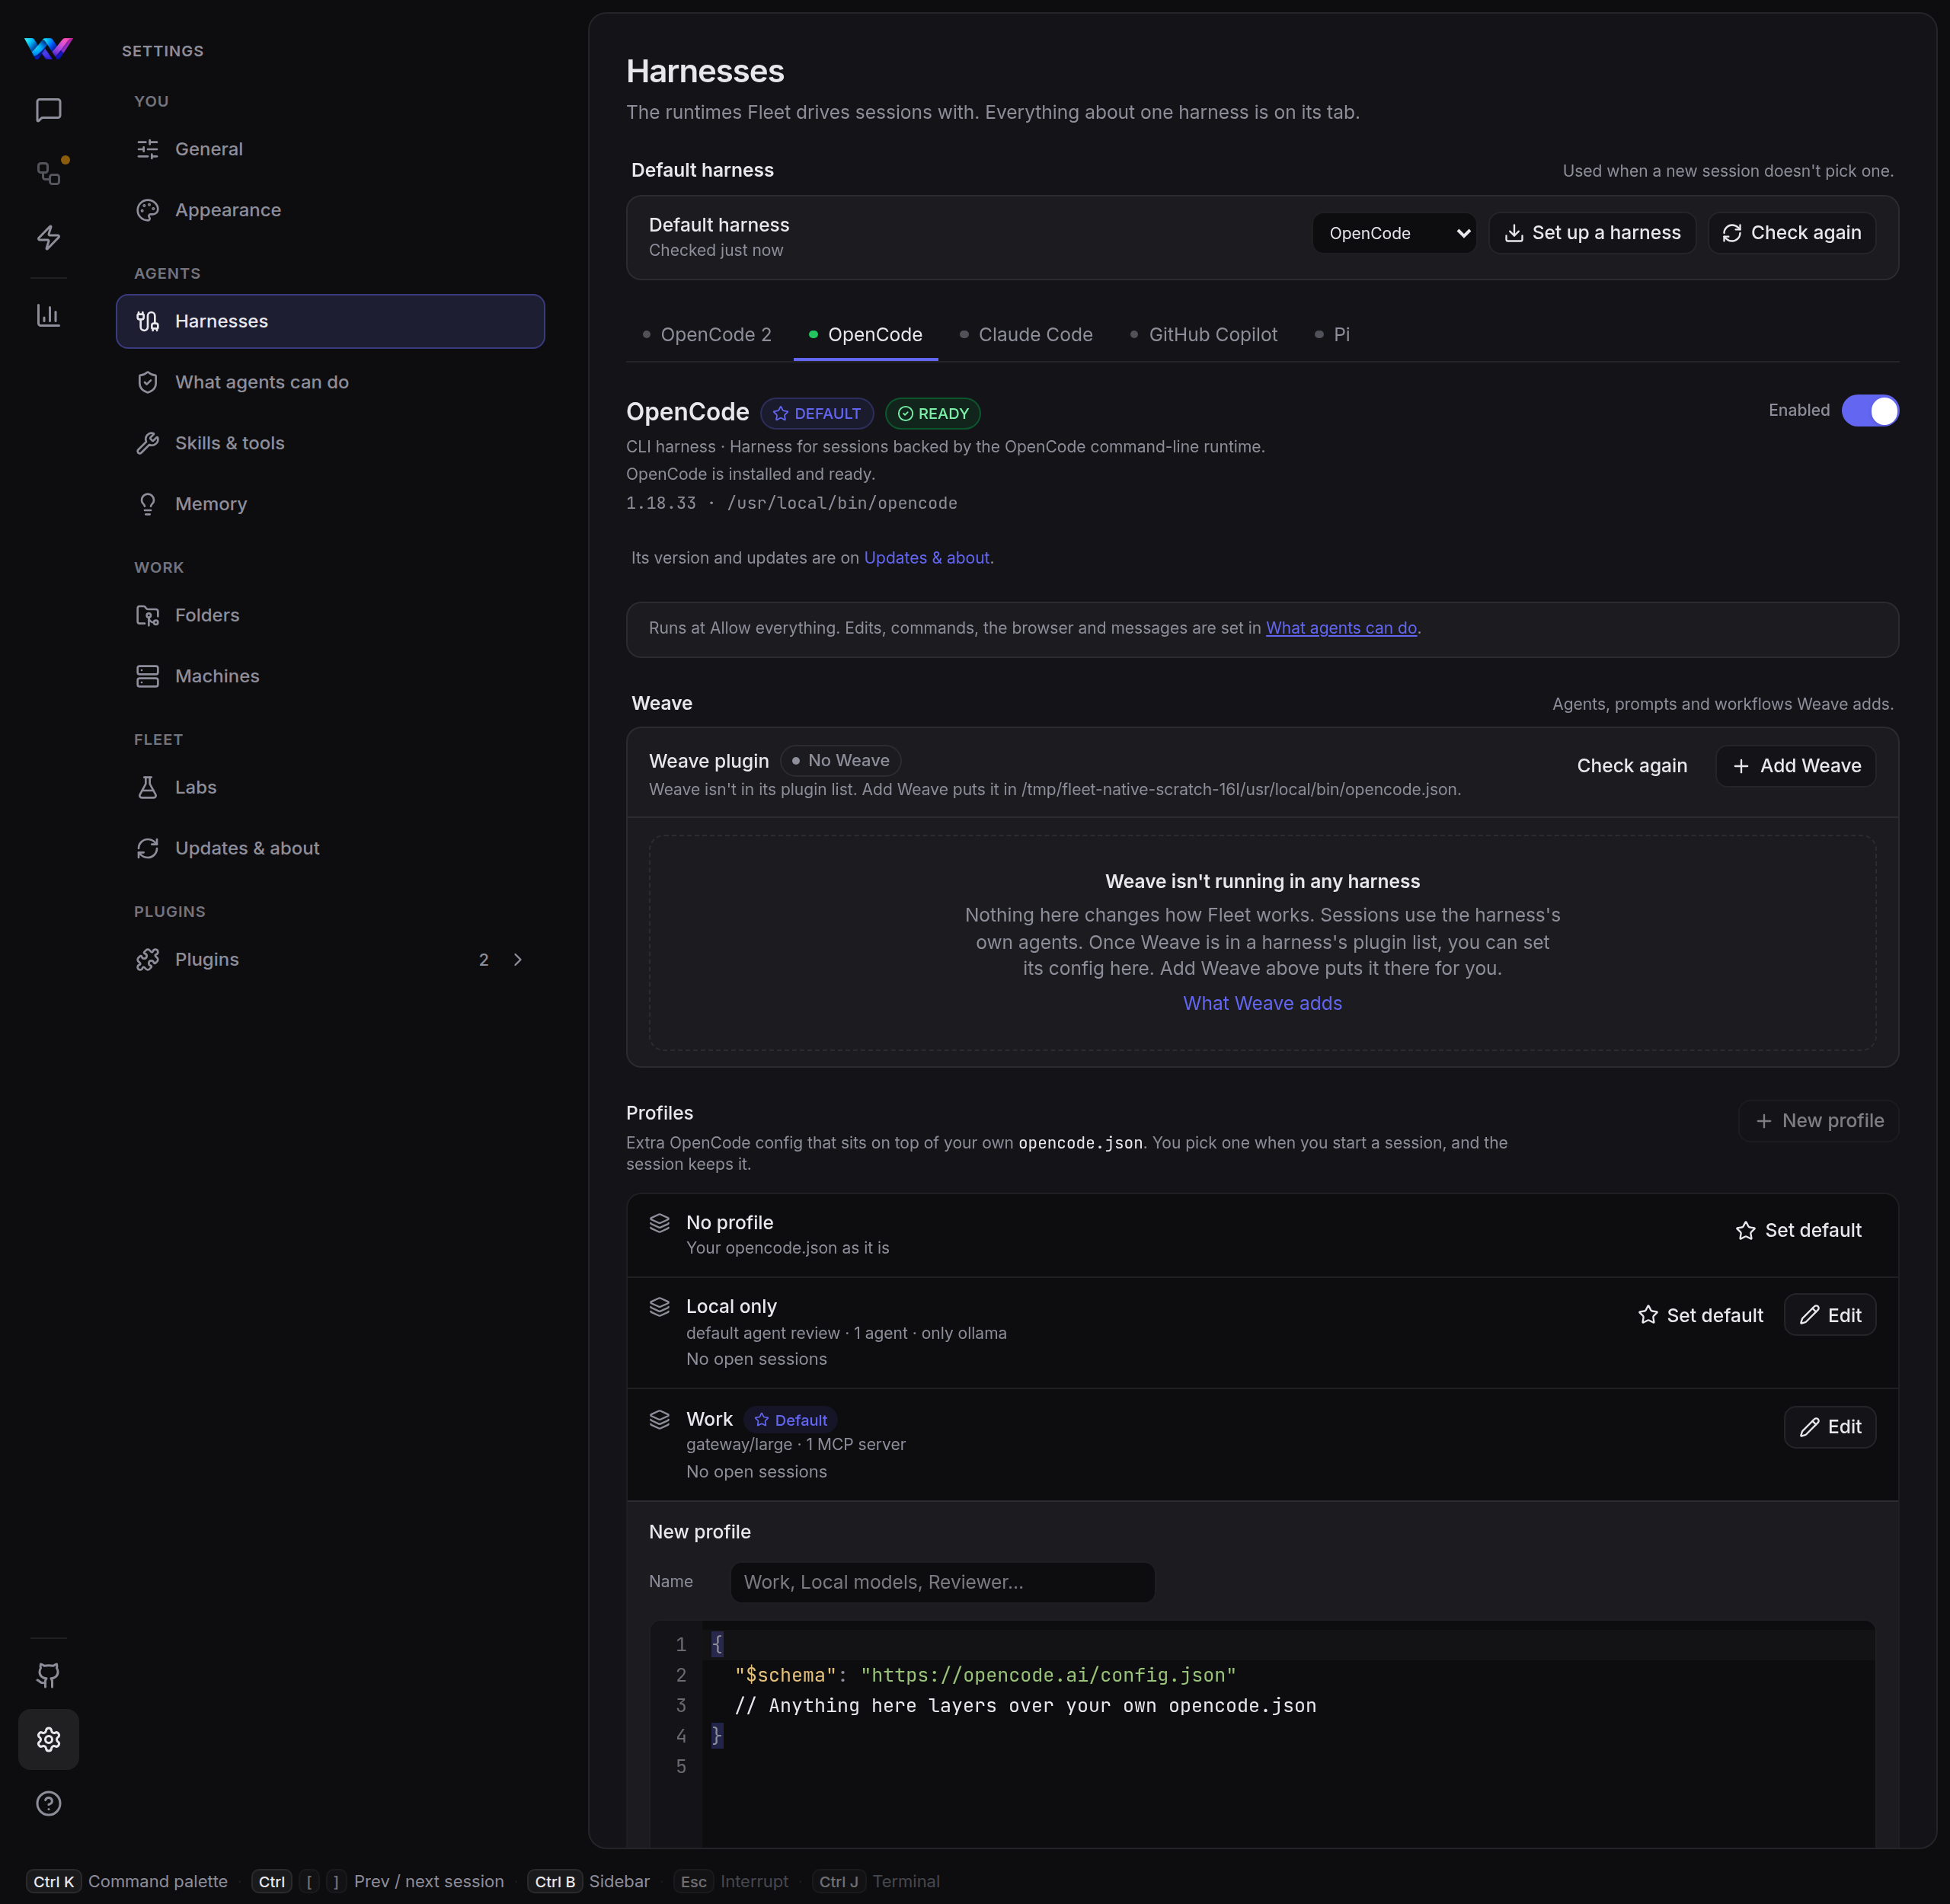 SETTINGS
YOU
General
Appearance
AGENTS
Harnesses
What agents can do
Skills & tools
Memory
WORK
Folders
Machines
FLEET
Labs
Updates & about
PLUGINS
Plugins 2
Harnesses
The runtimes Fleet drives sessions with. Everything about one harness is on its tab.
Default harness Used when a new session doesn't pick one.
Default harness
Checked just now
OpenCode Set up a harness Check again
OpenCode 2 OpenCode Claude Code GitHub Copilot Pi
OpenCode DEFAULT READY Enabled
CLI harness · Harness for sessions backed by the OpenCode command-line runtime.
OpenCode is installed and ready.
1.18.33 · /usr/local/bin/opencode
Its version and updates are on Updates & about.
Runs at Allow everything. Edits, commands, the browser and messages are set in What agents can do.
Weave Agents, prompts and workflows Weave adds.
Weave plugin No Weave Check again Add Weave
Weave isn't in its plugin list. Add Weave puts it in /tmp/fleet-native-scratch-16l/usr/local/bin/opencode.json.
Weave isn't running in any harness
Nothing here changes how Fleet works. Sessions use the harness's
own agents. Once Weave is in a harness's plugin list, you can set
its config here. Add Weave above puts it there for you.
What Weave adds
Profiles New profile
Extra OpenCode config that sits on top of your own opencode.json. You pick one when you start a session, and the
session keeps it.
No profile Set default
Your opencode.json as it is
Local only Set default Edit
default agent review · 1 agent · only ollama
No open sessions
Work Default Edit
gateway/large · 1 MCP server
No open sessions
New profile
Name Work, Local models, Reviewer...
1 {
2 "$schema": "https://opencode.ai/config.json"
3 // Anything here layers over your own opencode.json
4 }
5
Ctrl K Command palette Ctrl [ ] Prev / next session Ctrl B Sidebar Esc Interrupt Ctrl J Terminal